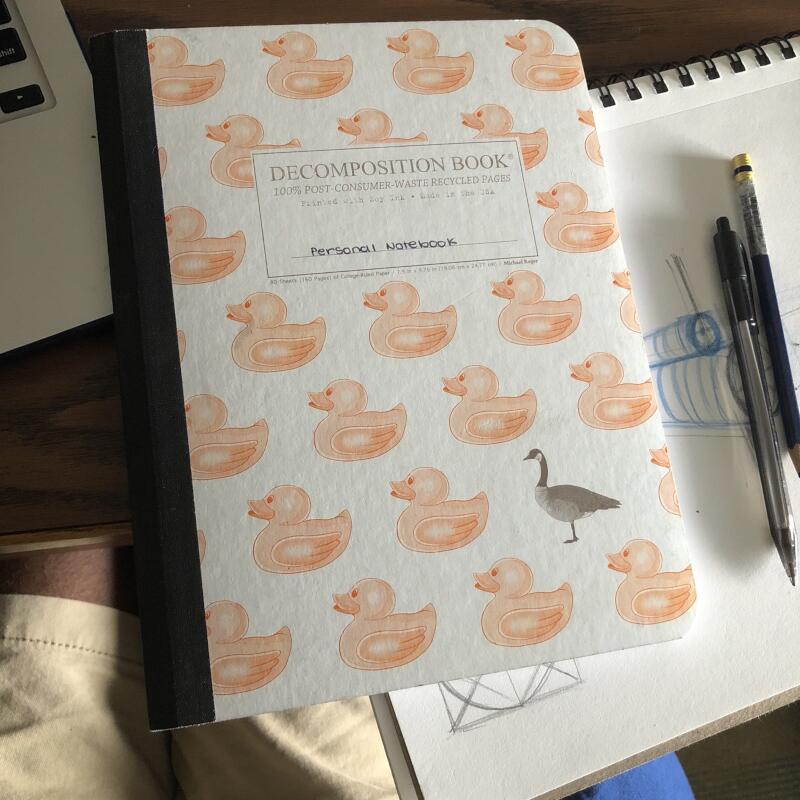 shift
DECOMPOSITION BOOK®
100% POST-CONSUMER-WASTE RECYCLED PAGES
Printed with Soy Ink • Made in the USA
Personal Notebook
80 Sheets (160 Pages) of College-Ruled Paper / 7.5 in x 9.75 in (19.06 cm x 24.77 cm) / Michael Roger